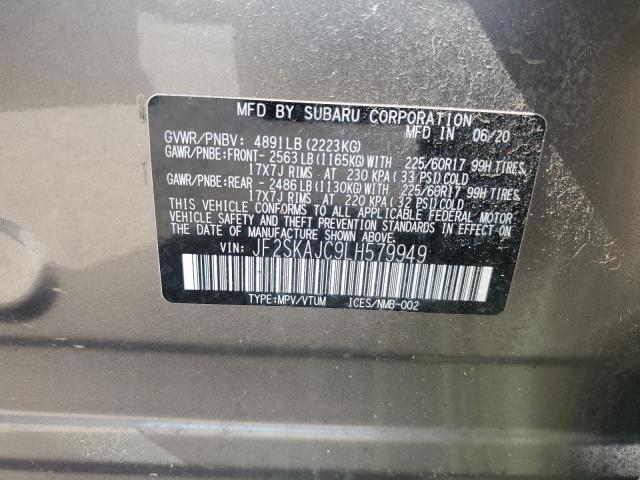 MFD BY SUBARU CORPORATION
GVWR/PNBV: 4891LB (2223KG) MFD IN 06/20
GAWR/PNBE:FRONT- 2563LB (1165KG)WITH 225/60R17 99H TIRES,
17X7J RIMS AT 230 KPA (33 PSI) COLD
GAWR/PNBE:REAR - 2486LB (1130KG)WITH 225/60R17 99H TIRES,
17X7J RIMS AT 220 KPA (32 PSI) COLD
THIS VEHICLE CONFORMS TO ALL APPLICABLE FEDERAL MOTOR
VEHICLE SAFETY AND THEFT PREVENTION STANDARDS IN EFFECT ON
THE DATE OF MANUFACTURE SHOWN ABOVE.
VIN: JF2SKAJC9LH579949
TYPE:MPV/VTUM ICES/NMB-002